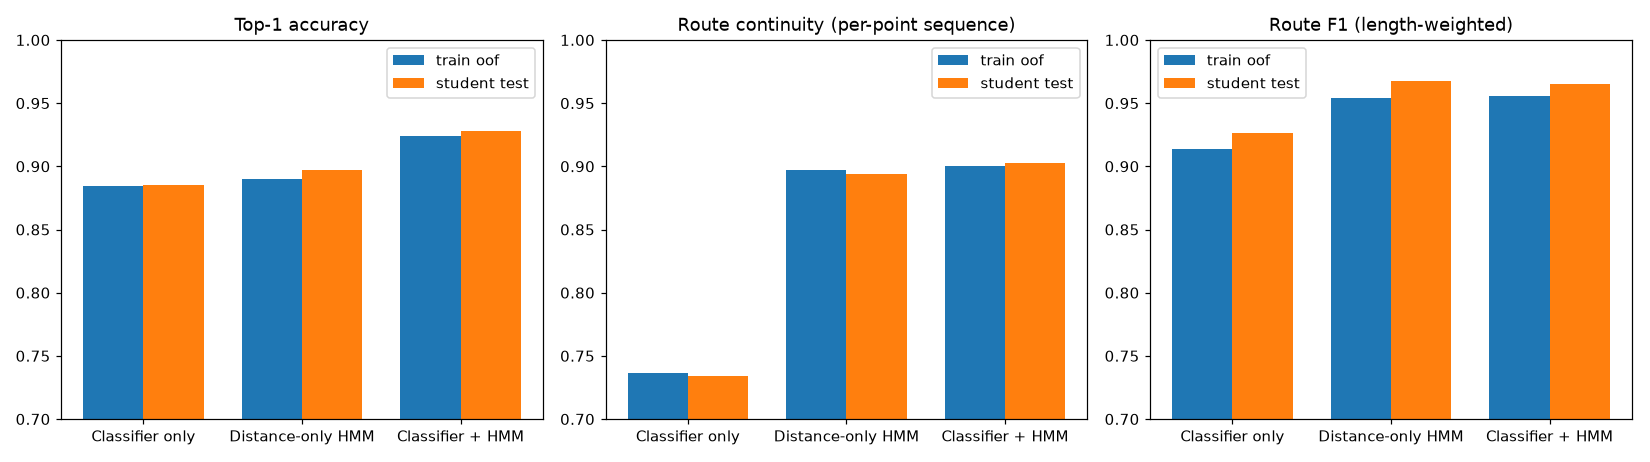 Top-1 accuracy
1.00
0.95
0.90
0.85
0.80
0.75
0.70
train oof
student test
Classifier only Distance-only HMM Classifier + HMM
Route continuity (per-point sequence)
1.00
0.95
0.90
0.85
0.80
0.75
0.70
train oof
student test
Classifier only Distance-only HMM Classifier + HMM
Route F1 (length-weighted)
1.00
0.95
0.90
0.85
0.80
0.75
0.70
train oof
student test
Classifier only Distance-only HMM Classifier + HMM